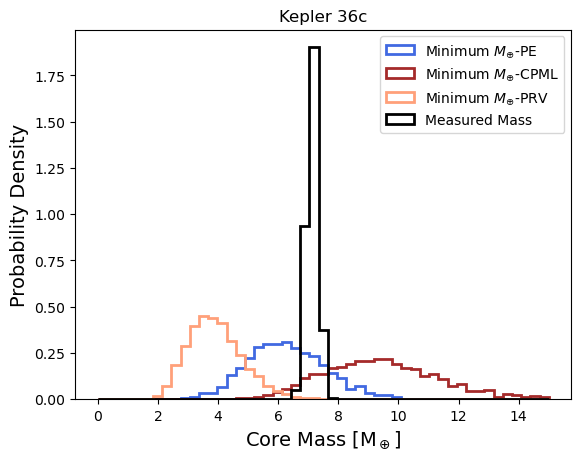 Kepler 36c
Minimum M⊕-PE
Minimum M⊕-CPML
Minimum M⊕-PRV
Measured Mass
Probability Density
1.75
1.50
1.25
1.00
0.75
0.50
0.25
0.00
0 2 4 6 8 10 12 14
Core Mass [M⊕]